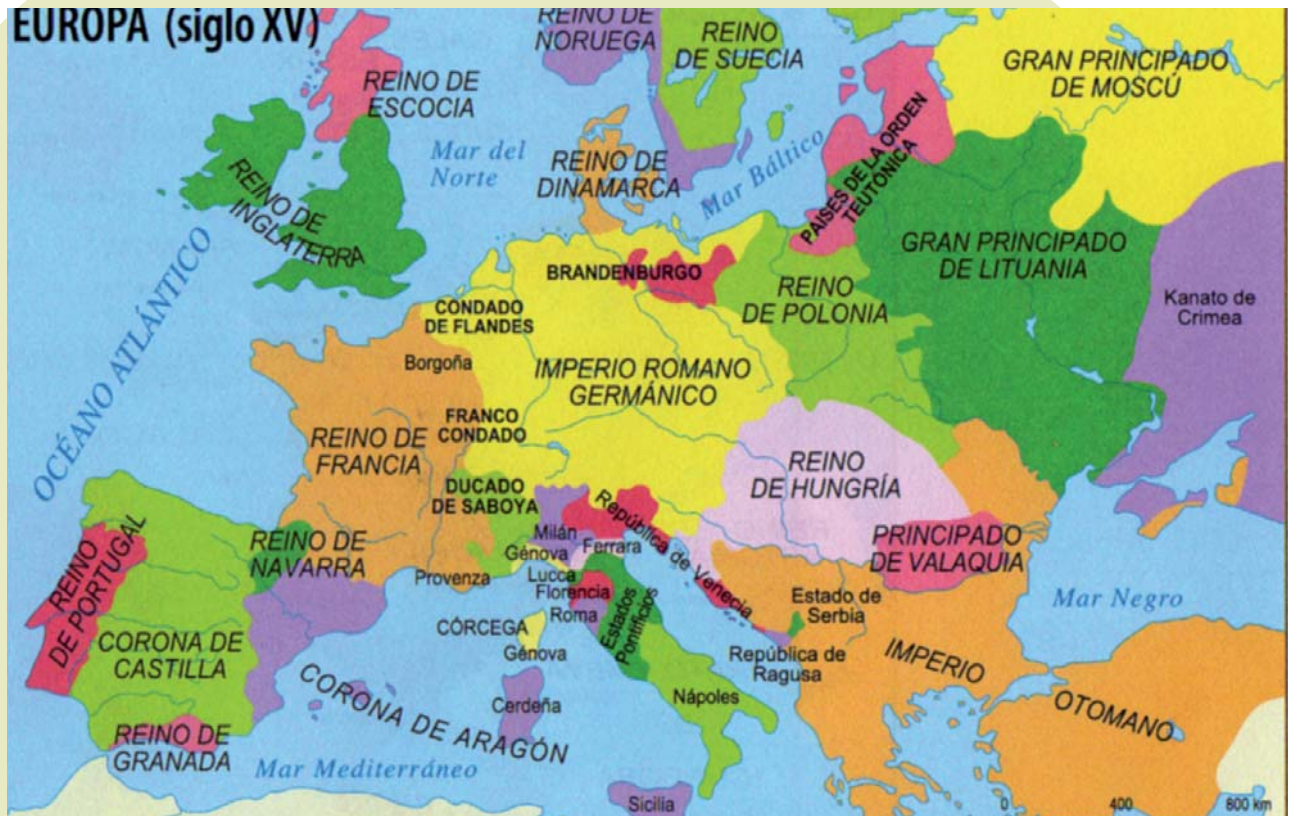 EUROPA (siglo XV)
REINO DE
NORUEGA
REINO
DE SUECIA
GRAN PRINCIPADO
DE MOSCÚ
REINO DE
ESCOCIA
Mar del
Norte
REINO DE
DINAMARCA
Mar Báltico
PAISES DE LA ORDEN
TEUTÓNICA
REINO DE
INGLATERRA
GRAN PRINCIPADO
DE LITUANIA
BRANDENBURGO
REINO
DE POLONIA
Kanato de
Crimea
OCÉANO ATLÁNTICO
CONDADO
DE FLANDES
Borgoña
IMPERIO ROMANO
GERMÁNICO
FRANCO
CONDADO
REINO DE
FRANCIA
REINO
DE HUNGRÍA
DUCADO
DE SABOYA
REINO
DE PORTUGAL
REINO DE
NAVARRA
Milán
Génova
Ferrara
República de Venecia
PRINCIPADO
DE VALAQUIA
Provenza
Lucca
Florencia
Roma
Estados
Pontificios
Estado de
Serbia
Mar Negro
CORONA DE
CASTILLA
CÓRCEGA
Génova
República de
Ragusa
IMPERIO
OTOMANO
CORONA DE ARAGÓN
Cerdeña
Nápoles
REINO DE
GRANADA
Mar Mediterráneo
Sicilia
0 400 800 km